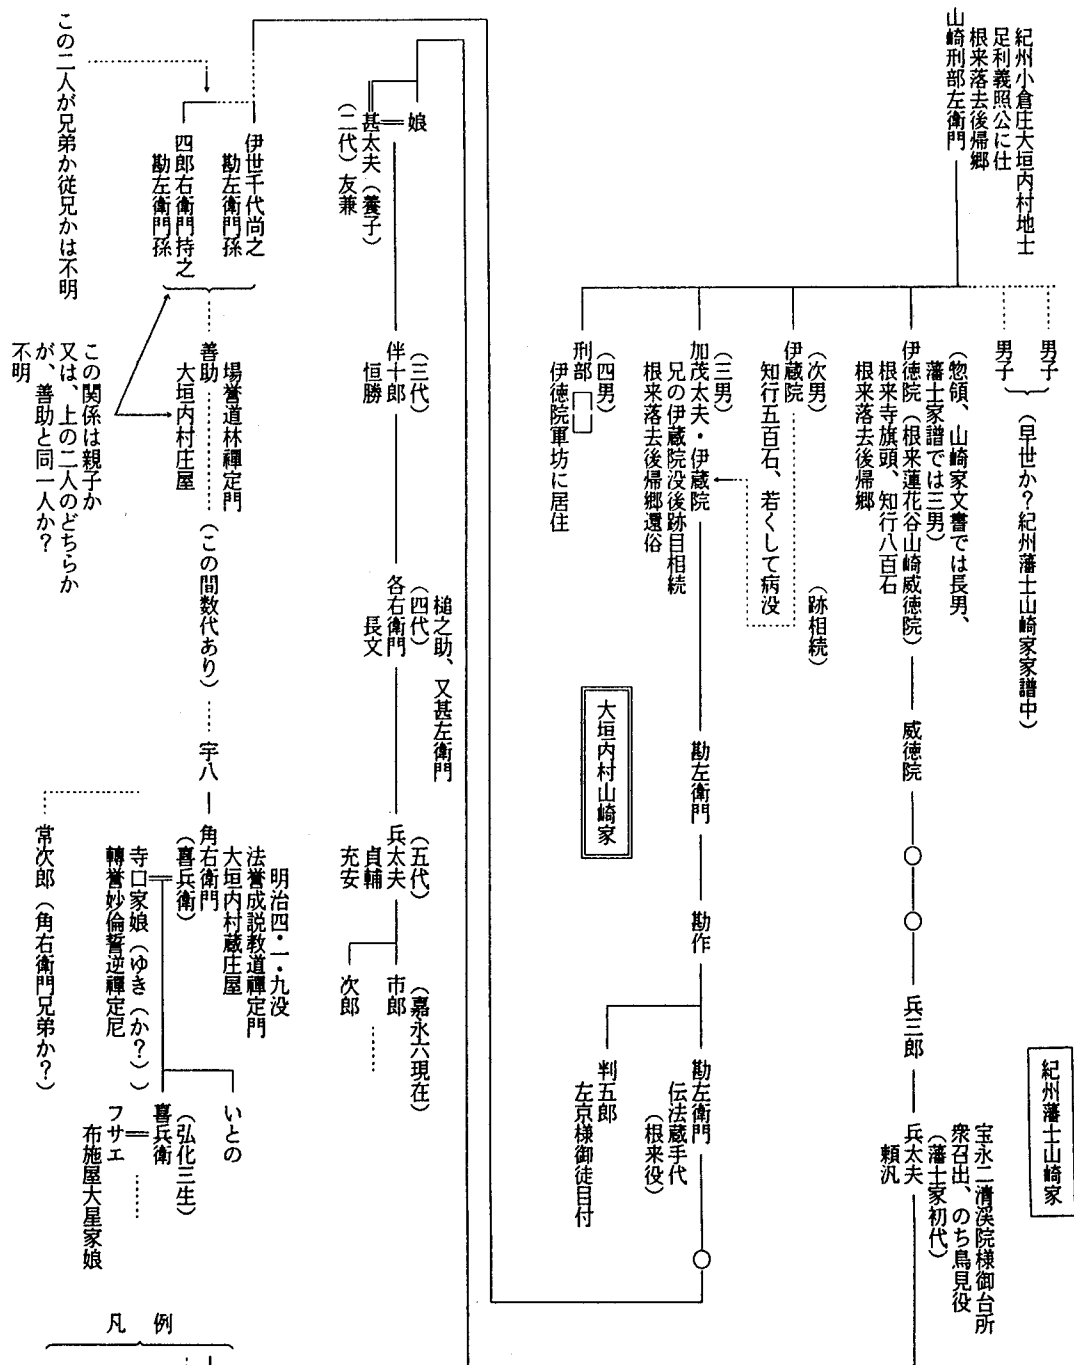 紀州小倉庄大垣内村地士
足利義照公に仕
根来落去後帰郷
山崎刑部左衛門
男子
男子
(早世か?紀州藩士山崎家家譜中)
(惣領、山崎家文書では長男、
藩士家譜では三男)
伊徳院(根来蓮花谷山崎威徳院)
根来寺旗頭、知行八百石
根来落去後帰郷
威徳院
兵三郎
紀州藩士山崎家
宝永二清渓院様御台所
衆召出、のち鳥見役
(藩士家初代)
兵太夫
頼汎
(次男)
伊蔵院
知行五百石、若くして病没
(跡相続)
(三男)
加茂太夫・伊蔵院
兄の伊蔵院没後跡目相続
根来落去後帰郷還俗
勘左衛門
勘作
勘左衛門
伝法蔵手代
(根来役)
判五郎
左京様御徒目付
(四男)
刑部
伊徳院軍坊に居住
大垣内村山崎家
娘
甚太夫(養子)
(二代)友兼
(三代)
伴十郎
恒勝
槌之助、又甚左衛門
(四代)
各右衛門
長文
(五代)
兵太夫
貞輔
充安
(嘉永六現在)
市郎
次郎
伊世千代尚之
勘左衛門孫
四郎右衛門持之
勘左衛門孫
この二人が兄弟か従兄かは不明
場誉道林禅定門
善助
大垣内村庄屋
(この間数代あり)
宇八
明治四・一・九没
法誉成説教道禅定門
大垣内村蔵庄屋
角右衛門
(喜兵衛)
寺口家娘(ゆき(か?))
轉誉妙倫誓逆禅定尼
常次郎(角右衛門兄弟か?)
いとの
(弘化三生)
喜兵衛
フサエ
布施屋大星家娘
この関係は親子か
又は、上の二人のどちらか
が、善助と同一人か?
不明
凡例